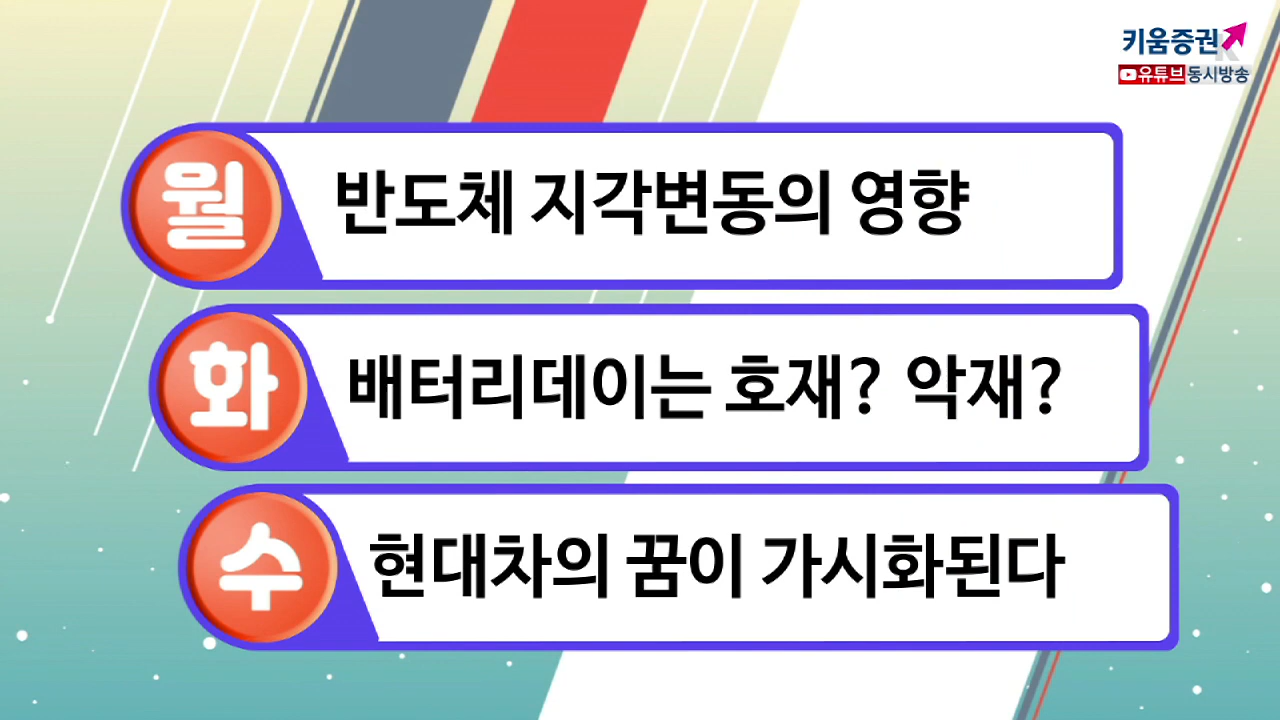 키움증권
유튜브동시방송
월 반도체 지각변동의 영향
화 배터리데이는 호재? 악재?
수 현대차의 꿈이 가시화된다